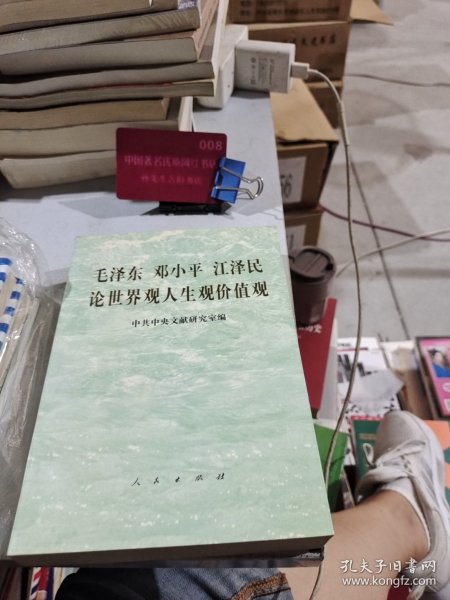 008
毛泽东 邓小平 江泽民
论世界观人生观价值观
中共中央文献研究室编
人民出版社
孔夫子旧书网
www.kongfz.com